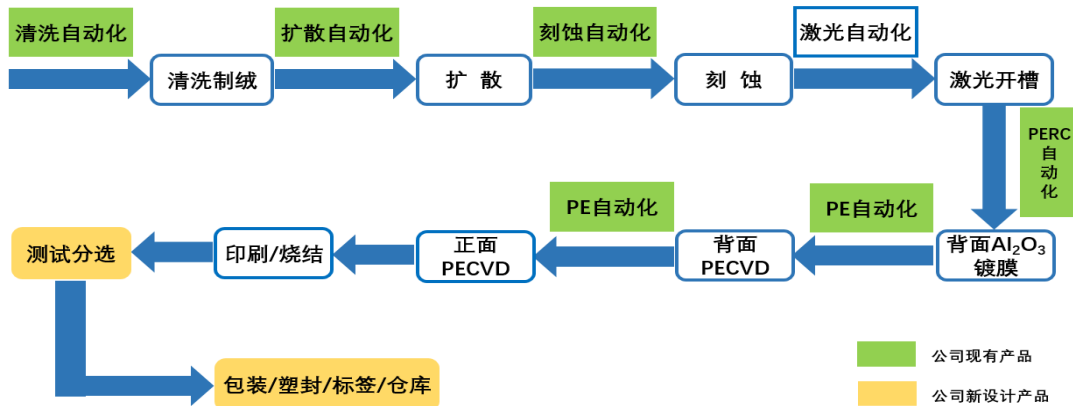 清洗自动化
扩散自动化
刻蚀自动化
激光自动化
清洗制绒
扩 散
刻 蚀
激光开槽
PERC
自
动
化
PE自动化
PE自动化
测试分选
印刷/烧结
正面
PECVD
背面
PECVD
背面Al₂O₃
镀膜
包装/塑封/标签/仓库
公司现有产品
公司新设计产品